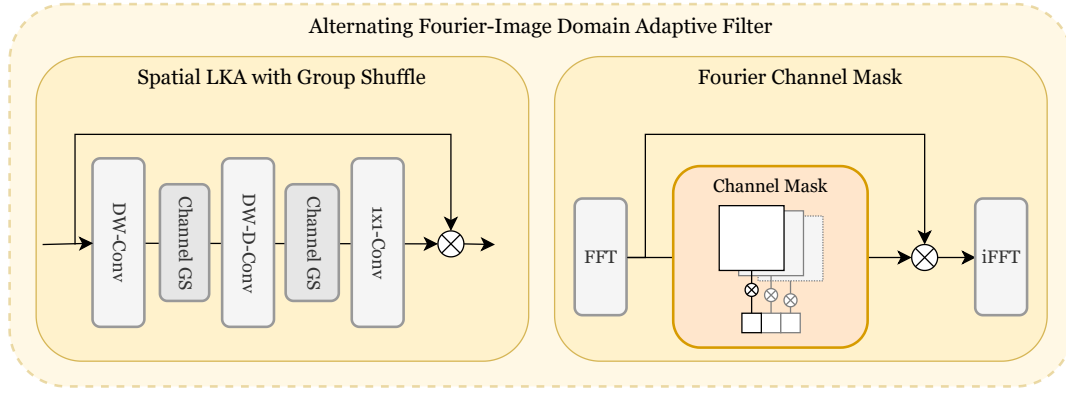 Alternating Fourier-Image Domain Adaptive Filter
Spatial LKA with Group Shuffle
DW-Conv
Channel GS
DW-D-Conv
Channel GS
1x1-Conv
Fourier Channel Mask
FFT
Channel Mask
iFFT